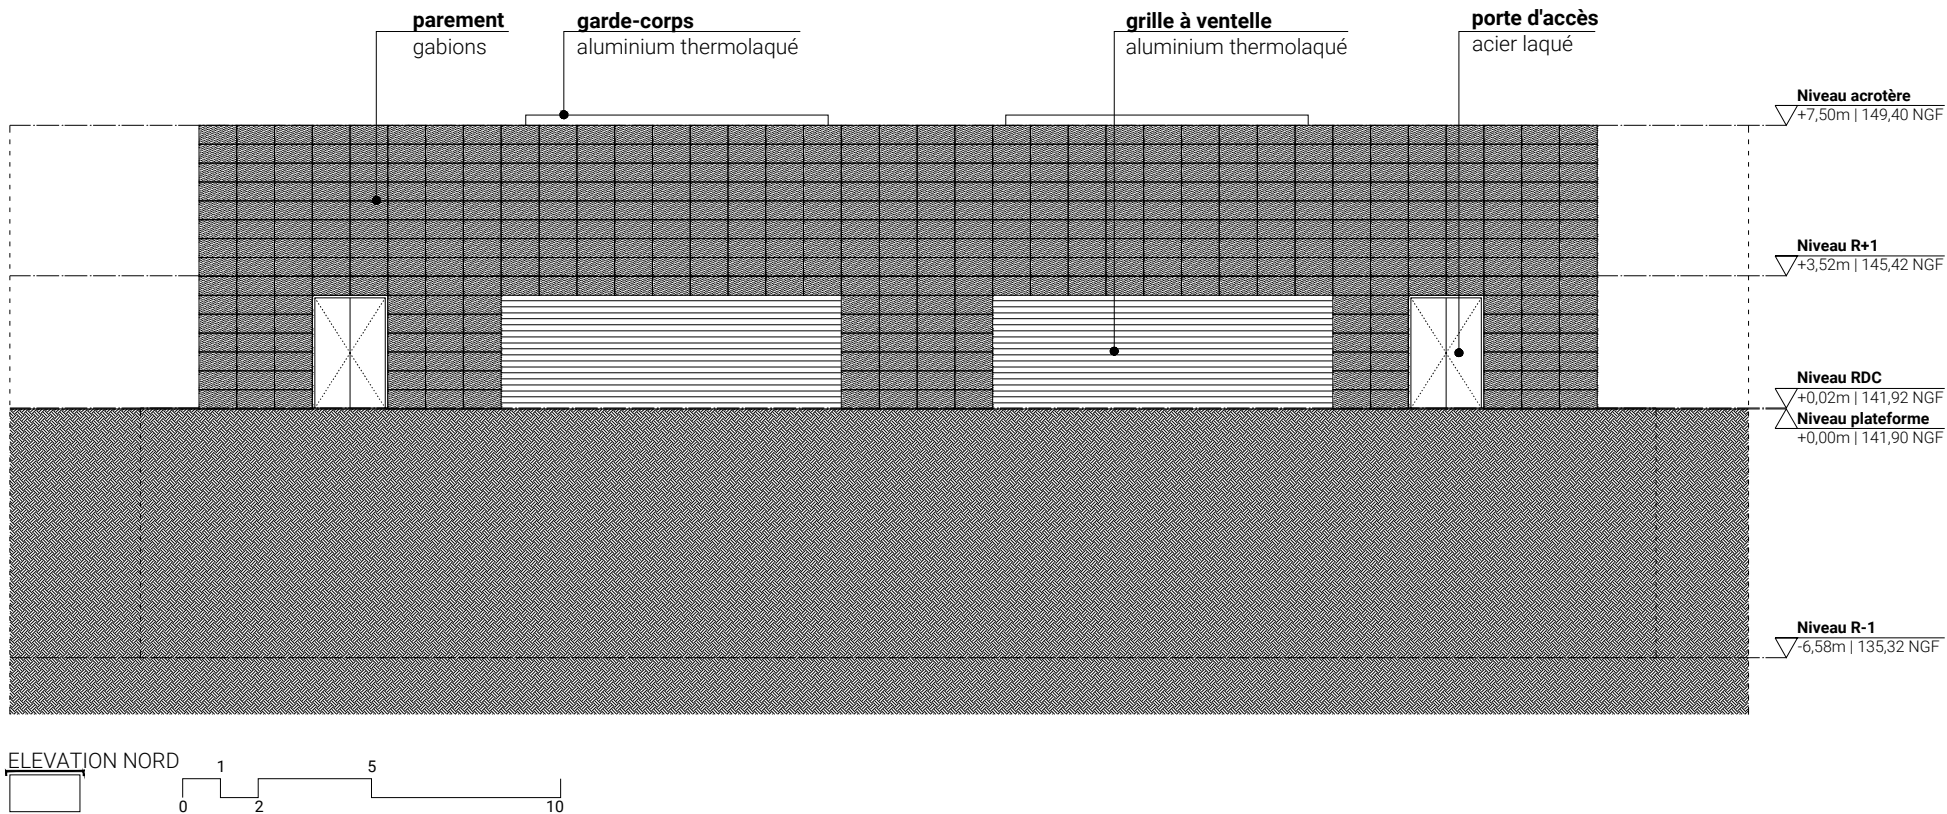 parement
gabions
garde-corps
aluminium thermolaqué
grille à ventelle
aluminium thermolaqué
porte d'accès
acier laqué
Niveau acrotère
+7,50m | 149,40 NGF
Niveau R+1
+3,52m | 145,42 NGF
Niveau RDC
+0,02m | 141,92 NGF
Niveau plateforme
+0,00m | 141,90 NGF
Niveau R-1
-6,58m | 135,32 NGF
ELEVATION NORD
1
5
0
2
10